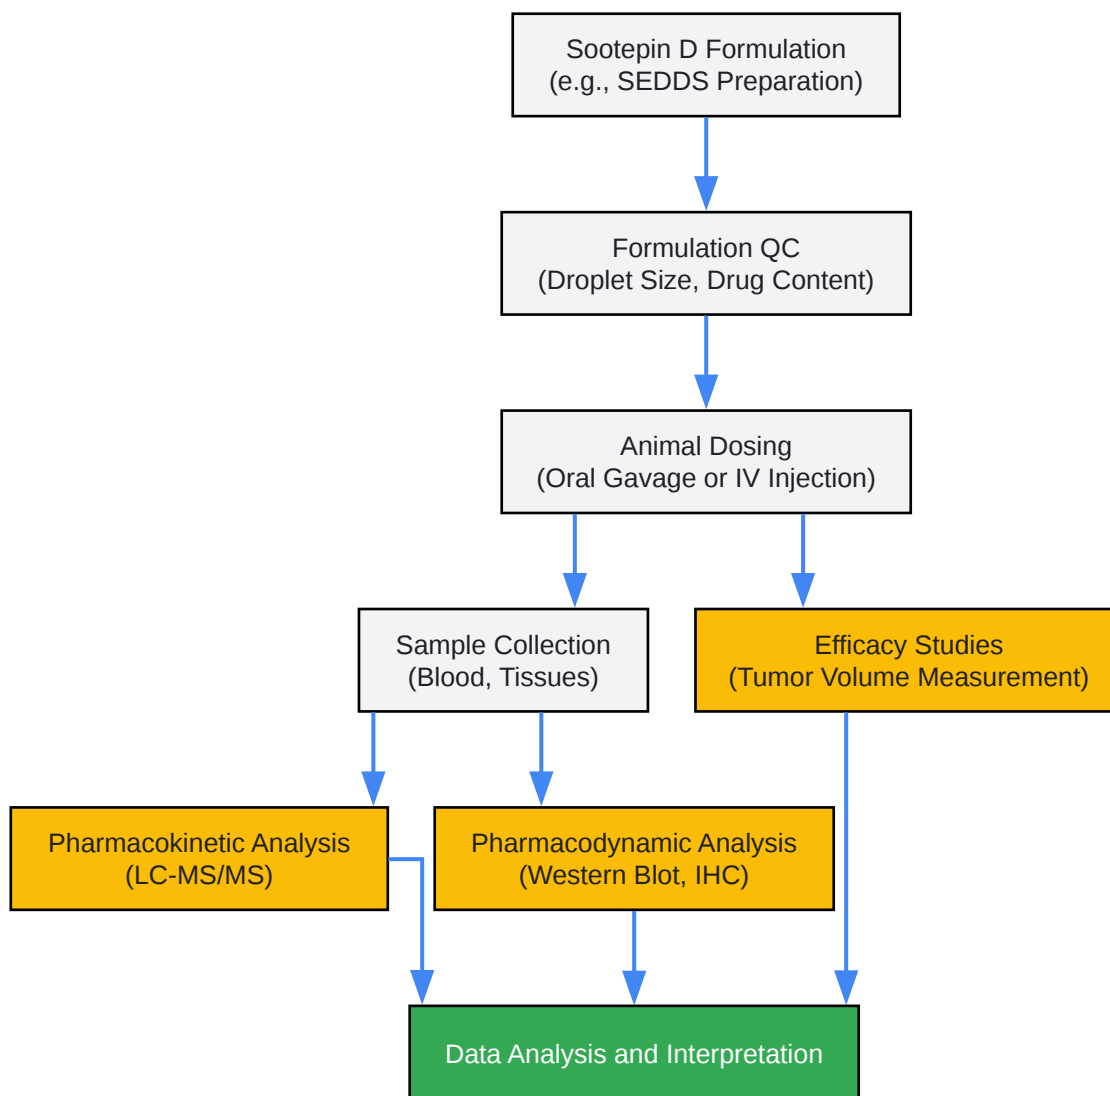 Sootepin D Formulation
(e.g., SEDDS Preparation)
Formulation QC
(Droplet Size, Drug Content)
Animal Dosing
(Oral Gavage or IV Injection)
Sample Collection
(Blood, Tissues)
Efficacy Studies
(Tumor Volume Measurement)
Pharmacokinetic Analysis
(LC-MS/MS)
Pharmacodynamic Analysis
(Western Blot, IHC)
Data Analysis and Interpretation